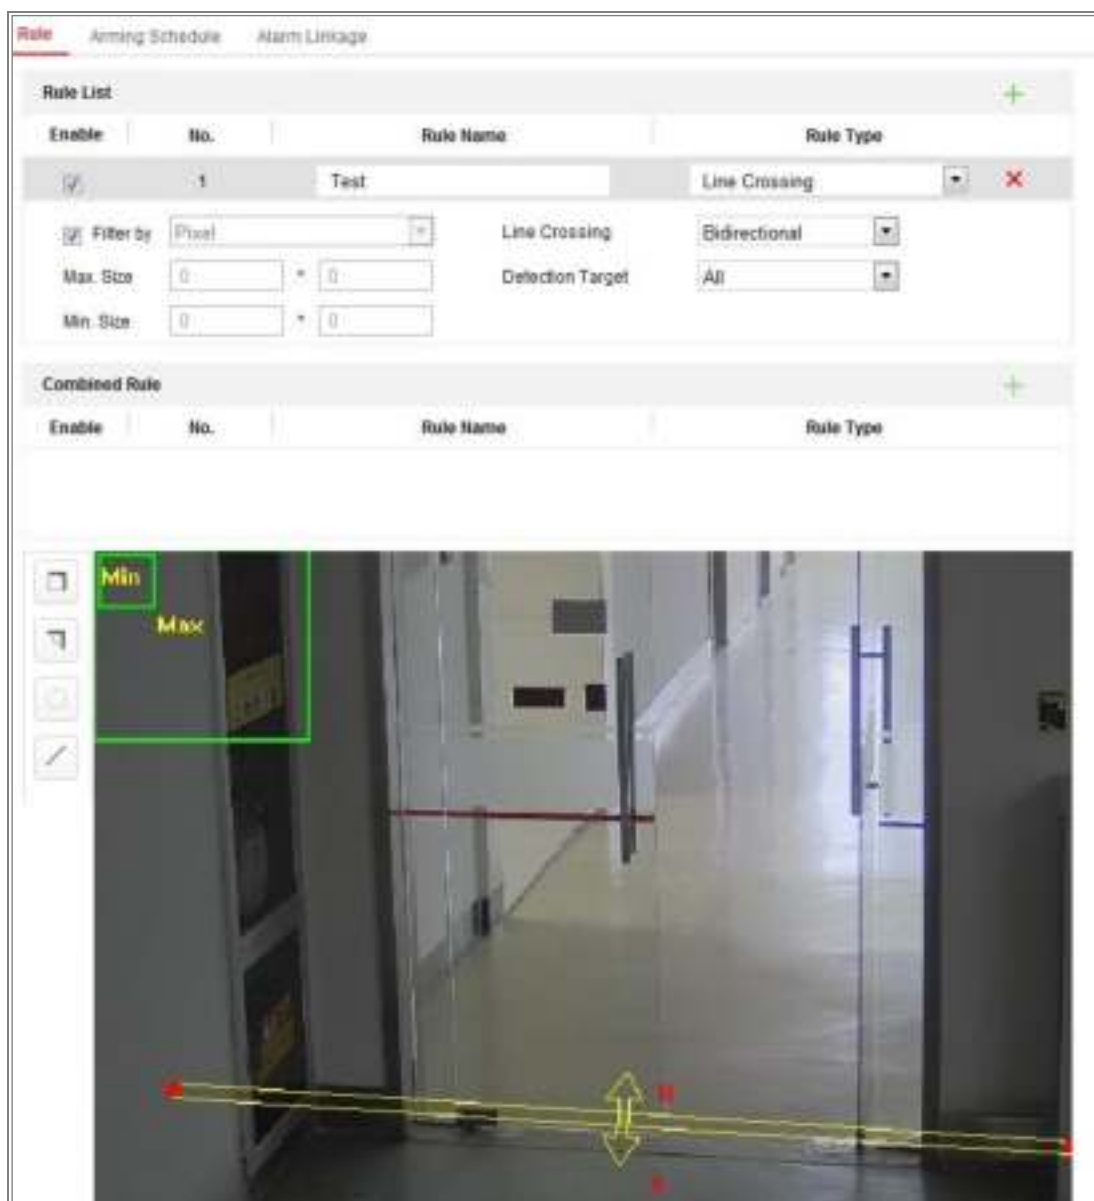 Rule Arming Schedule Alarm Linkage
Rule List
Enable No. Rule Name Rule Type
1 Test Line Crossing
Filter by Pixel Line Crossing Bidirectional
Max. Size 0 * 0 Detection Target All
Min. Size 0 * 0
Combined Rule
Enable No. Rule Name Rule Type
Min
Max